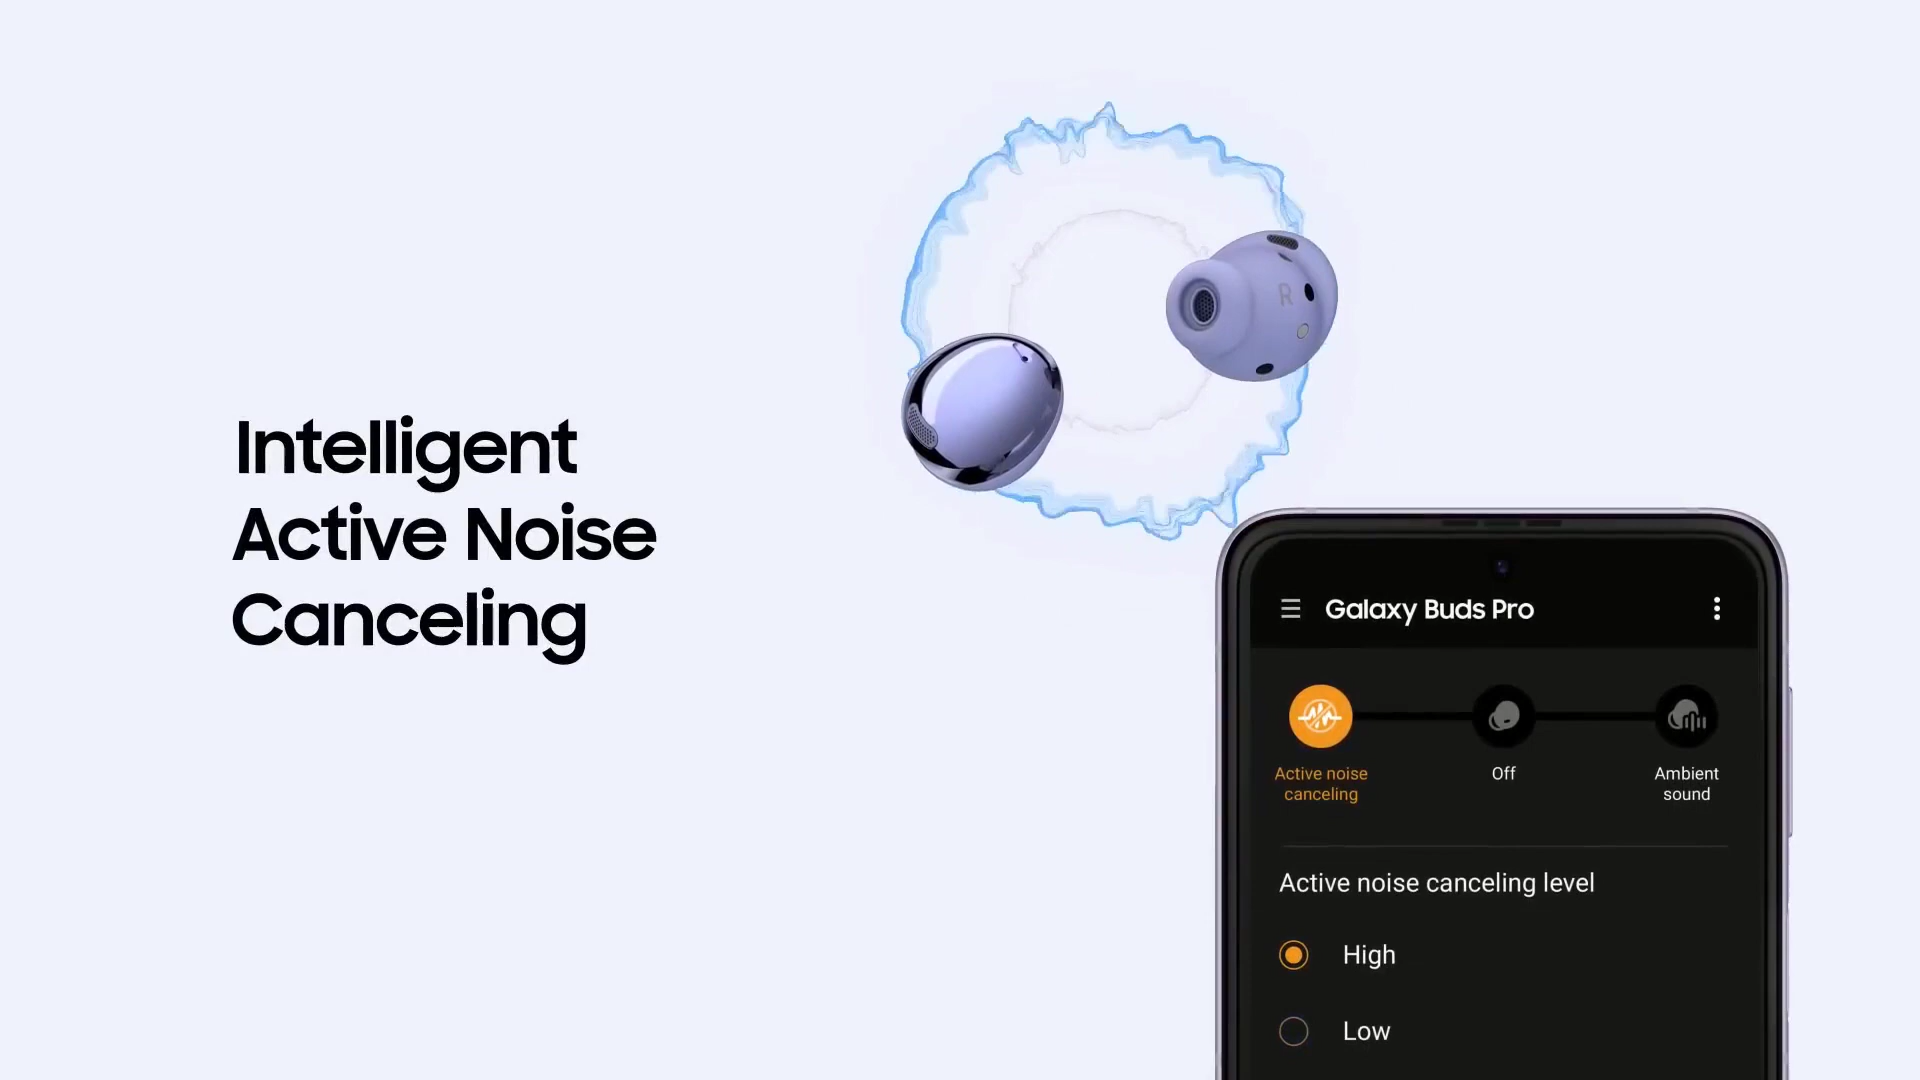 Intelligent
Active Noise
Canceling
R
Galaxy Buds Pro
Active noise
canceling
Off
Ambient
sound
Active noise canceling level
High
Low